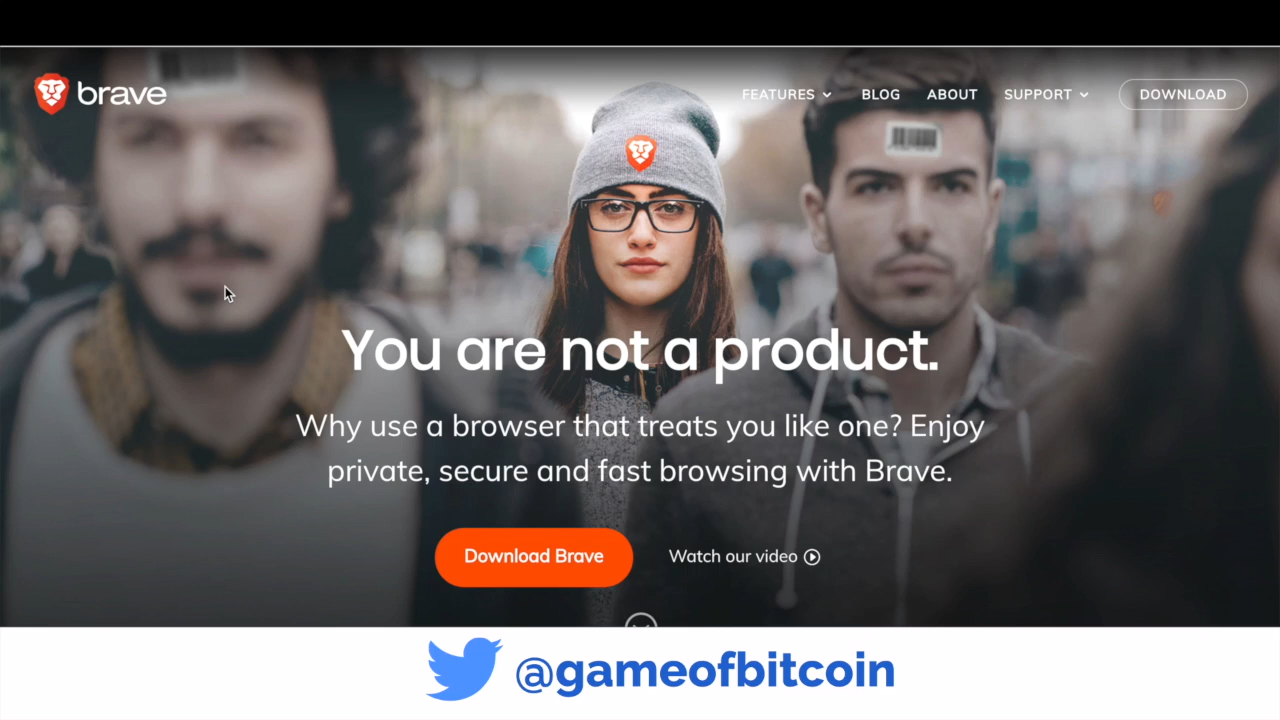 brave
FEATURES BLOG ABOUT SUPPORT DOWNLOAD
You are not a product.
Why use a browser that treats you like one? Enjoy
private, secure and fast browsing with Brave.
Download Brave Watch our video
@gameofbitcoin